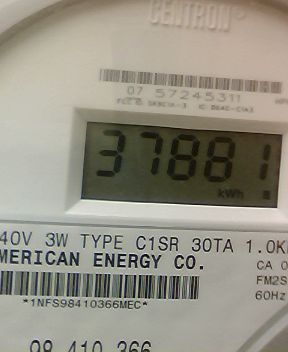 CENTRON®
07 57245311
37881
kWh
40V 3W TYPE C1SR 30TA 1.0K
MERICAN ENERGY CO.
CA 0
FM2S
60Hz
*1NFS98410366MEC*
98 410 366